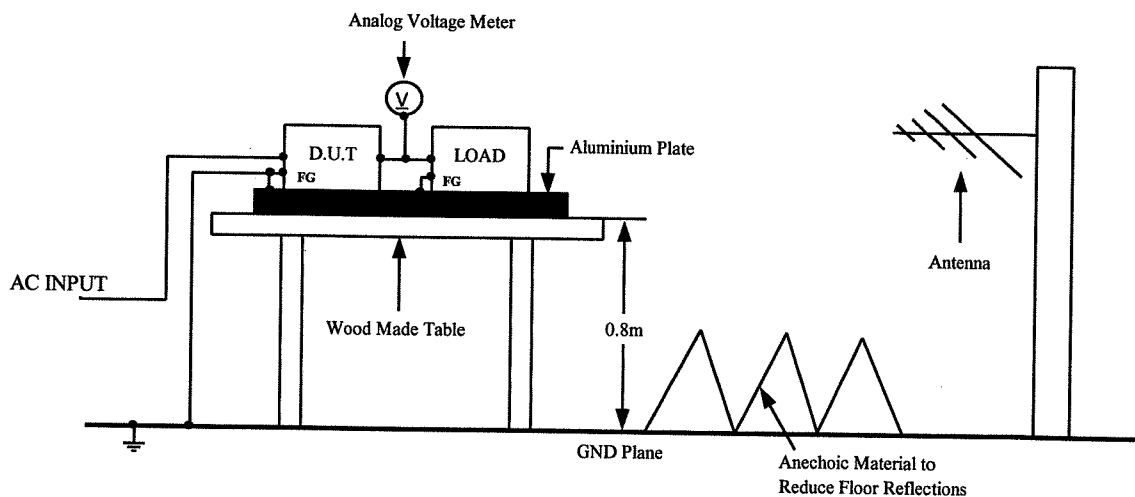 Analog Voltage Meter
V
D.U.T
LOAD
Aluminium Plate
FG
FG
Antenna
AC INPUT
Wood Made Table
0.8m
GND Plane
Anechoic Material to
Reduce Floor Reflections